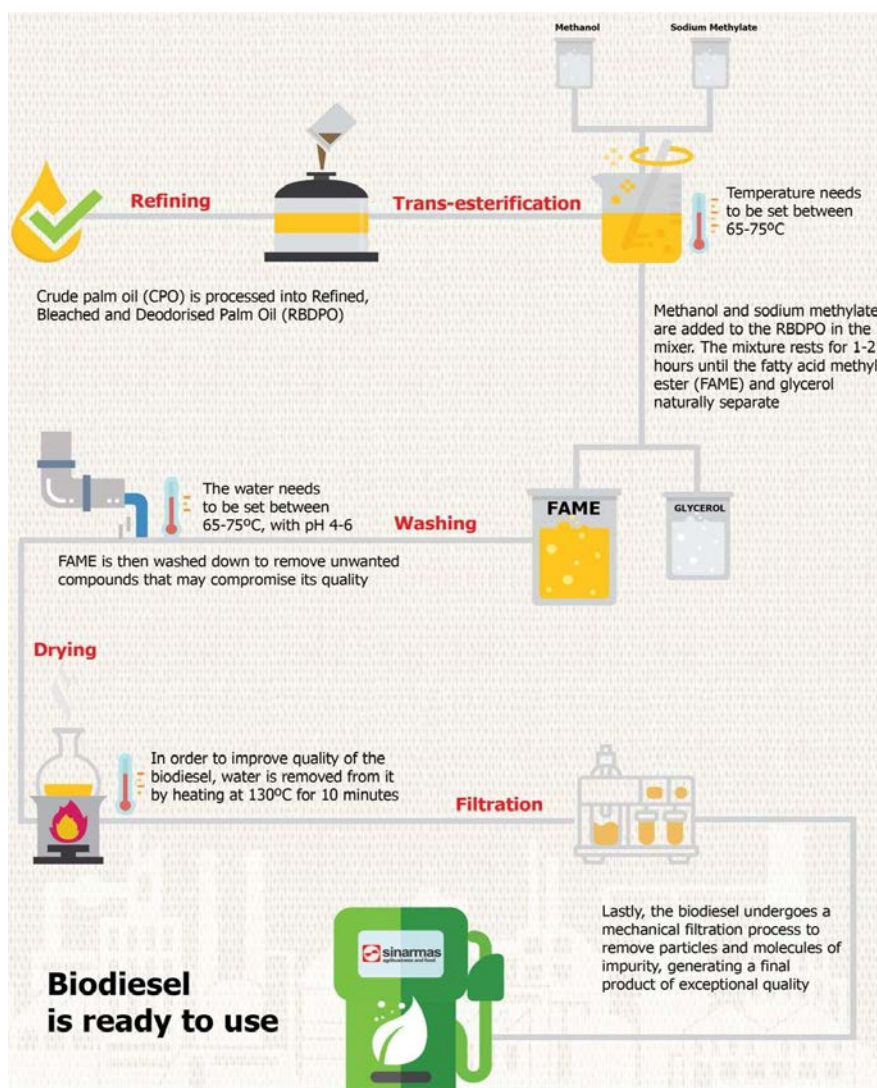 Methanol
Sodium Methylate
Refining
Trans-esterification
Temperature needs
to be set between
65-75ºC
Crude palm oil (CPO) is processed into Refined,
Bleached and Deodorised Palm Oil (RBDPO)
Methanol and sodium methylate
are added to the RBDPO in the
mixer. The mixture rests for 1-2
hours until the fatty acid methyl
ester (FAME) and glycerol
naturally separate
The water needs
to be set between
65-75ºC, with pH 4-6
Washing
FAME
GLYCEROL
FAME is then washed down to remove unwanted
compounds that may compromise its quality
Drying
In order to improve quality of the
biodiesel, water is removed from it
by heating at 130ºC for 10 minutes
Filtration
Lastly, the biodiesel undergoes a
mechanical filtration process to
remove particles and molecules of
impurity, generating a final
product of exceptional quality
sinarmas
agribusiness and food
Biodiesel
is ready to use